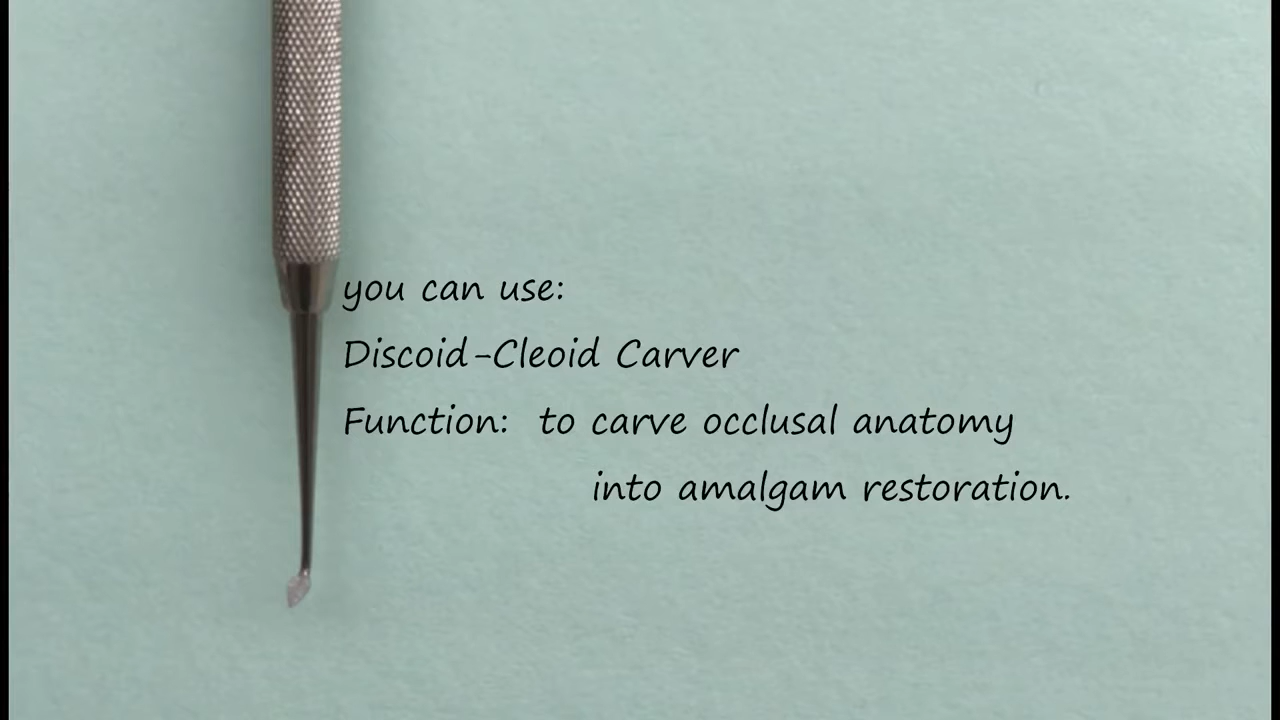 you can use:
Discoid-Cleoid Carver
Function: to carve occlusal anatomy
into amalgam restoration.